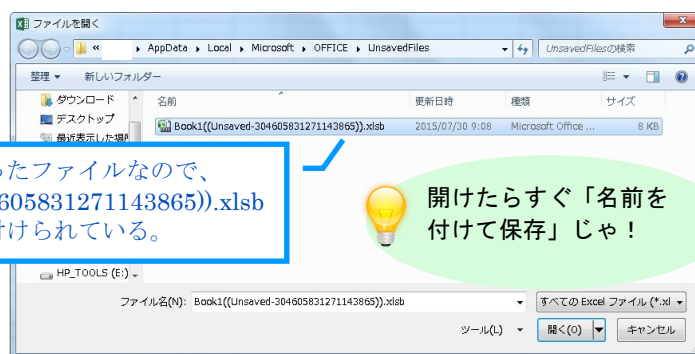 ファイルを開く
« ▸ AppData ▸ Local ▸ Microsoft ▸ OFFICE ▸ UnsavedFiles
UnsavedFilesの検索
整理 ▼ 新しいフォルダー
ダウンロード
デスクトップ
最近表示した場所
名前 更新日時 種類 サイズ
Book1((Unsaved-304605831271143865)).xlsb 2015/07/30 9:08 Microsoft Office ... 8 KB
ったファイルなので、
605831271143865)).xlsb
付けられている。
開けたらすぐ「名前を
付けて保存」じゃ！
HP_TOOLS (E:)
ファイル名(N): Book1((Unsaved-304605831271143865)).xlsb
すべての Excel ファイル (*.xl
ツール(L) 開く(O) キャンセル